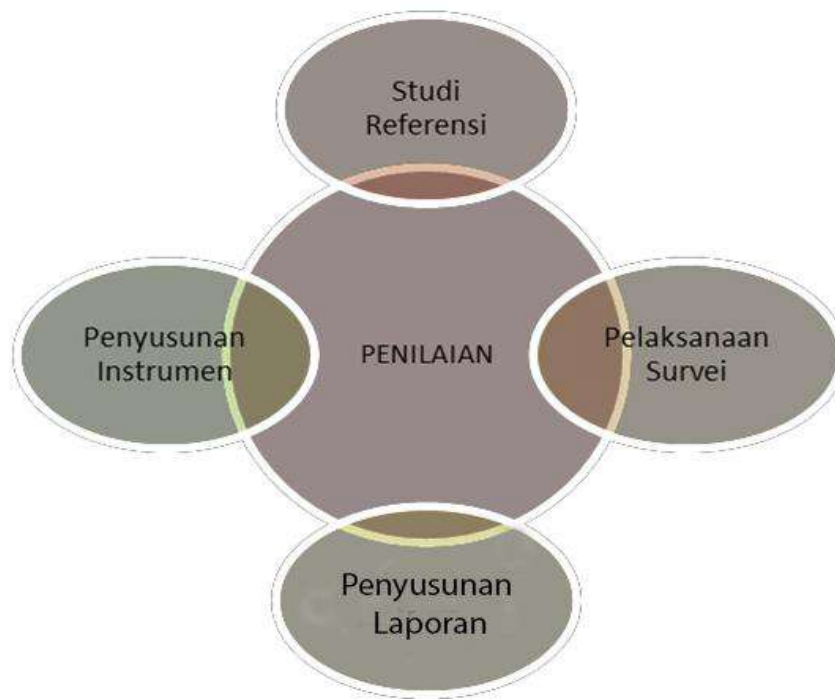 Studi
Referensi
Penyusunan
Instrumen
PENILAIAN
Pelaksanaan
Survei
Penyusunan
Laporan